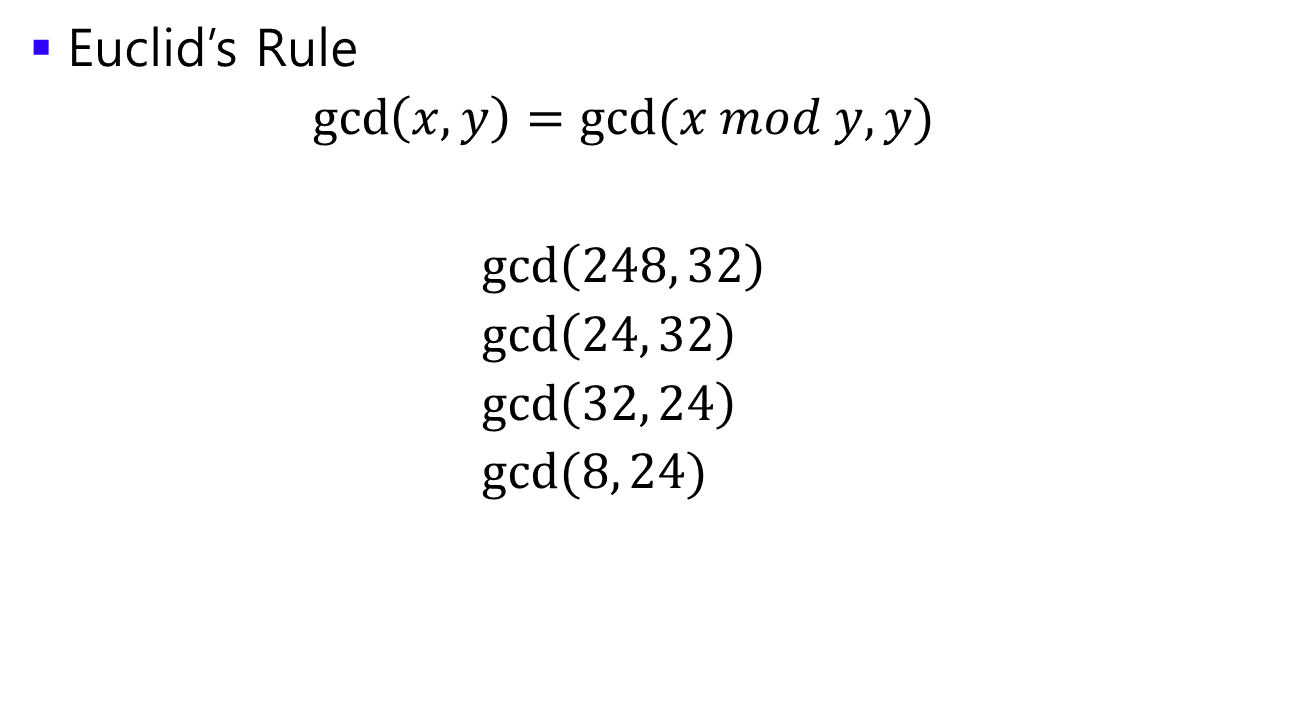 ▪ Euclid’s Rule
gcd(x, y) = gcd(x mod y, y)
gcd(248, 32)
gcd(24, 32)
gcd(32, 24)
gcd(8, 24)